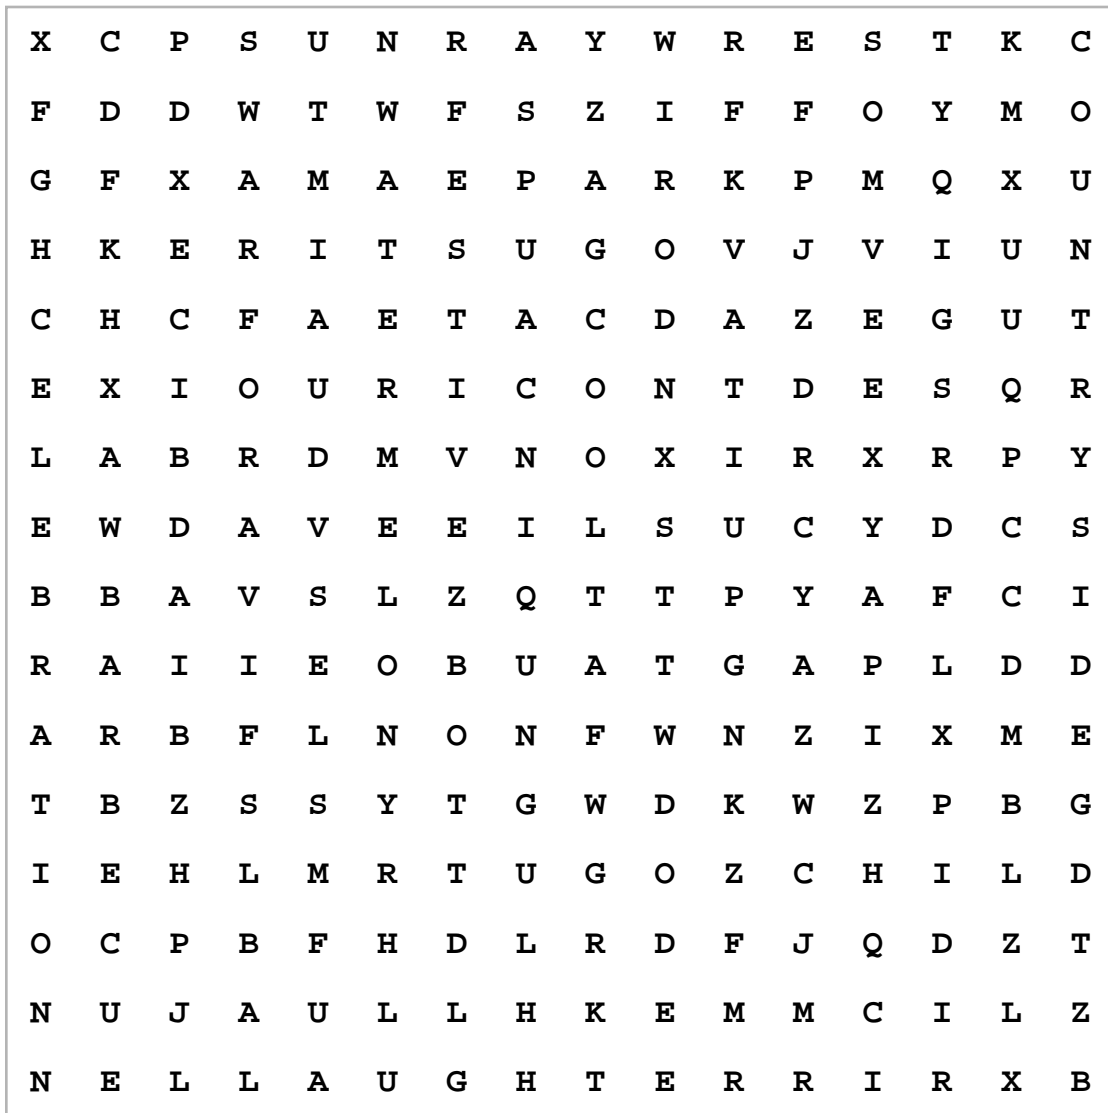 X C P S U N R A Y W R E S T K C
F D D W T W F S Z I F F O Y M O
G F X A M A E P A R K P M Q X U
H K E R I T S U G O V J V I U N
C H C F A E T A C D A Z E G U T
E X I O U R I C O N T D E S Q R
L A B R D M V N O X I R X R P Y
E W D A V E E I L S U C Y D C S
B B A V S L Z Q T T P Y A F C I
R A I I E O B U A T G A P L D D
A R B F L N O N F W N Z I X M E
T B Z S S Y T G W D K W Z P B G
I E H L M R T U G O Z C H I L D
O C P B F H D L R D F J Q D Z T
N U J A U L L H K E M M C I L Z
N E L L A U G H T E R R I R X B